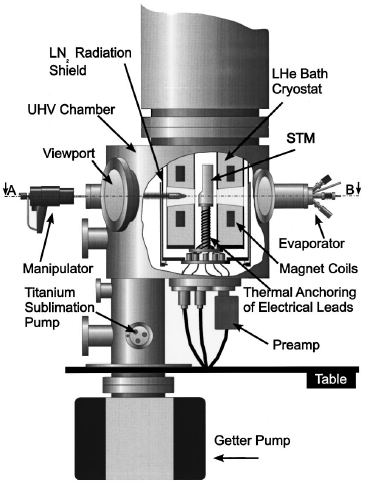 LN2 Radiation
Shield
LHe Bath
Cryostat
UHV Chamber
STM
Viewport
A
B
Manipulator
Evaporator
Magnet Coils
Titanium
Sublimation
Pump
Thermal Anchoring
of Electrical Leads
Preamp
Table
Getter Pump